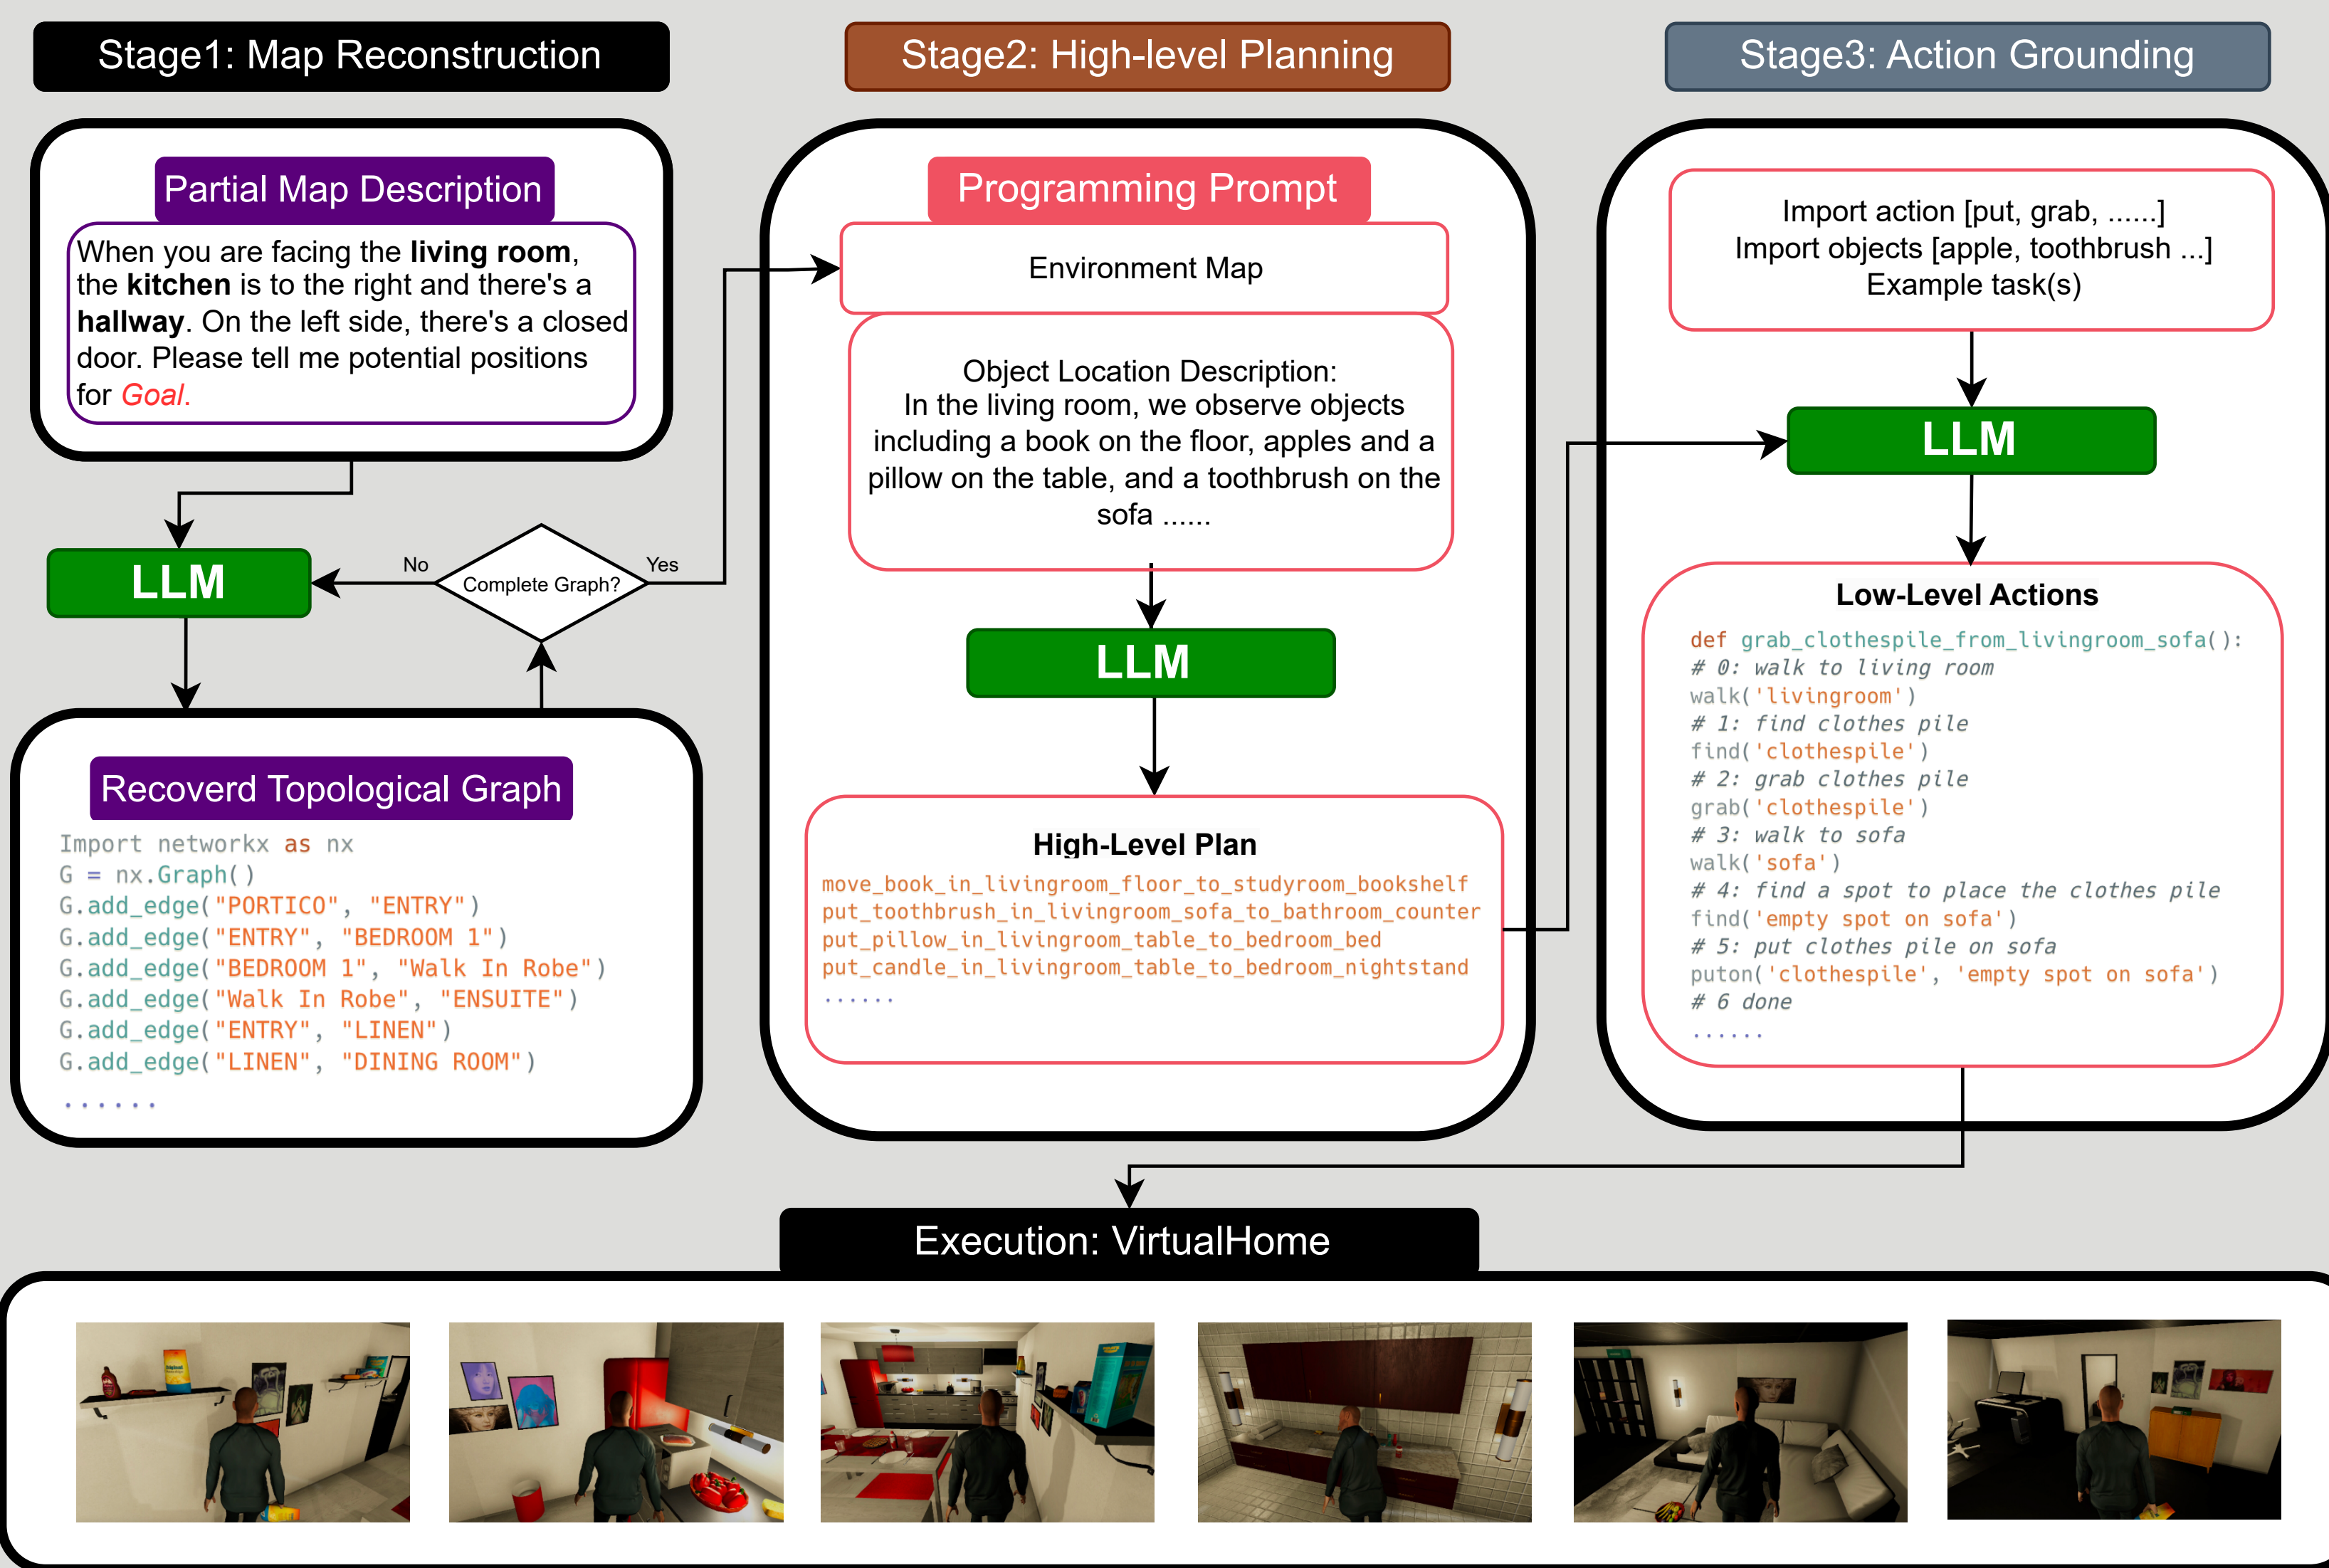 Stage1: Map Reconstruction
Partial Map Description
When you are facing the living room,
the kitchen is to the right and there's a
hallway. On the left side, there's a closed
door. Please tell me potential positions
for Goal.
LLM
No
Complete Graph?
Yes
Recoverd Topological Graph
Import networkx as nx
G = nx.Graph()
G.add_edge("PORTICO", "ENTRY")
G.add_edge("ENTRY", "BEDROOM 1")
G.add_edge("BEDROOM 1", "Walk In Robe")
G.add_edge("Walk In Robe", "ENSUITE")
G.add_edge("ENTRY", "LINEN")
G.add_edge("LINEN", "DINING ROOM")
......
Stage2: High-level Planning
Programming Prompt
Environment Map
Object Location Description:
In the living room, we observe objects
including a book on the floor, apples and a
pillow on the table, and a toothbrush on the
sofa ......
LLM
High-Level Plan
move_book_in_livingroom_floor_to_studyroom_bookshelf
put_toothbrush_in_livingroom_sofa_to_bathroom_counter
put_pillow_in_livingroom_table_to_bedroom_bed
put_candle_in_livingroom_table_to_bedroom_nightstand
......
Stage3: Action Grounding
Import action [put, grab, ......]
Import objects [apple, toothbrush ...]
Example task(s)
LLM
Low-Level Actions
def grab_clothespile_from_livingroom_sofa():
# 0: walk to living room
walk('livingroom')
# 1: find clothes pile
find('clothespile')
# 2: grab clothes pile
grab('clothespile')
# 3: walk to sofa
walk('sofa')
# 4: find a spot to place the clothes pile
find('empty spot on sofa')
# 5: put clothes pile on sofa
puton('clothespile', 'empty spot on sofa')
# 6 done
......
Execution: VirtualHome